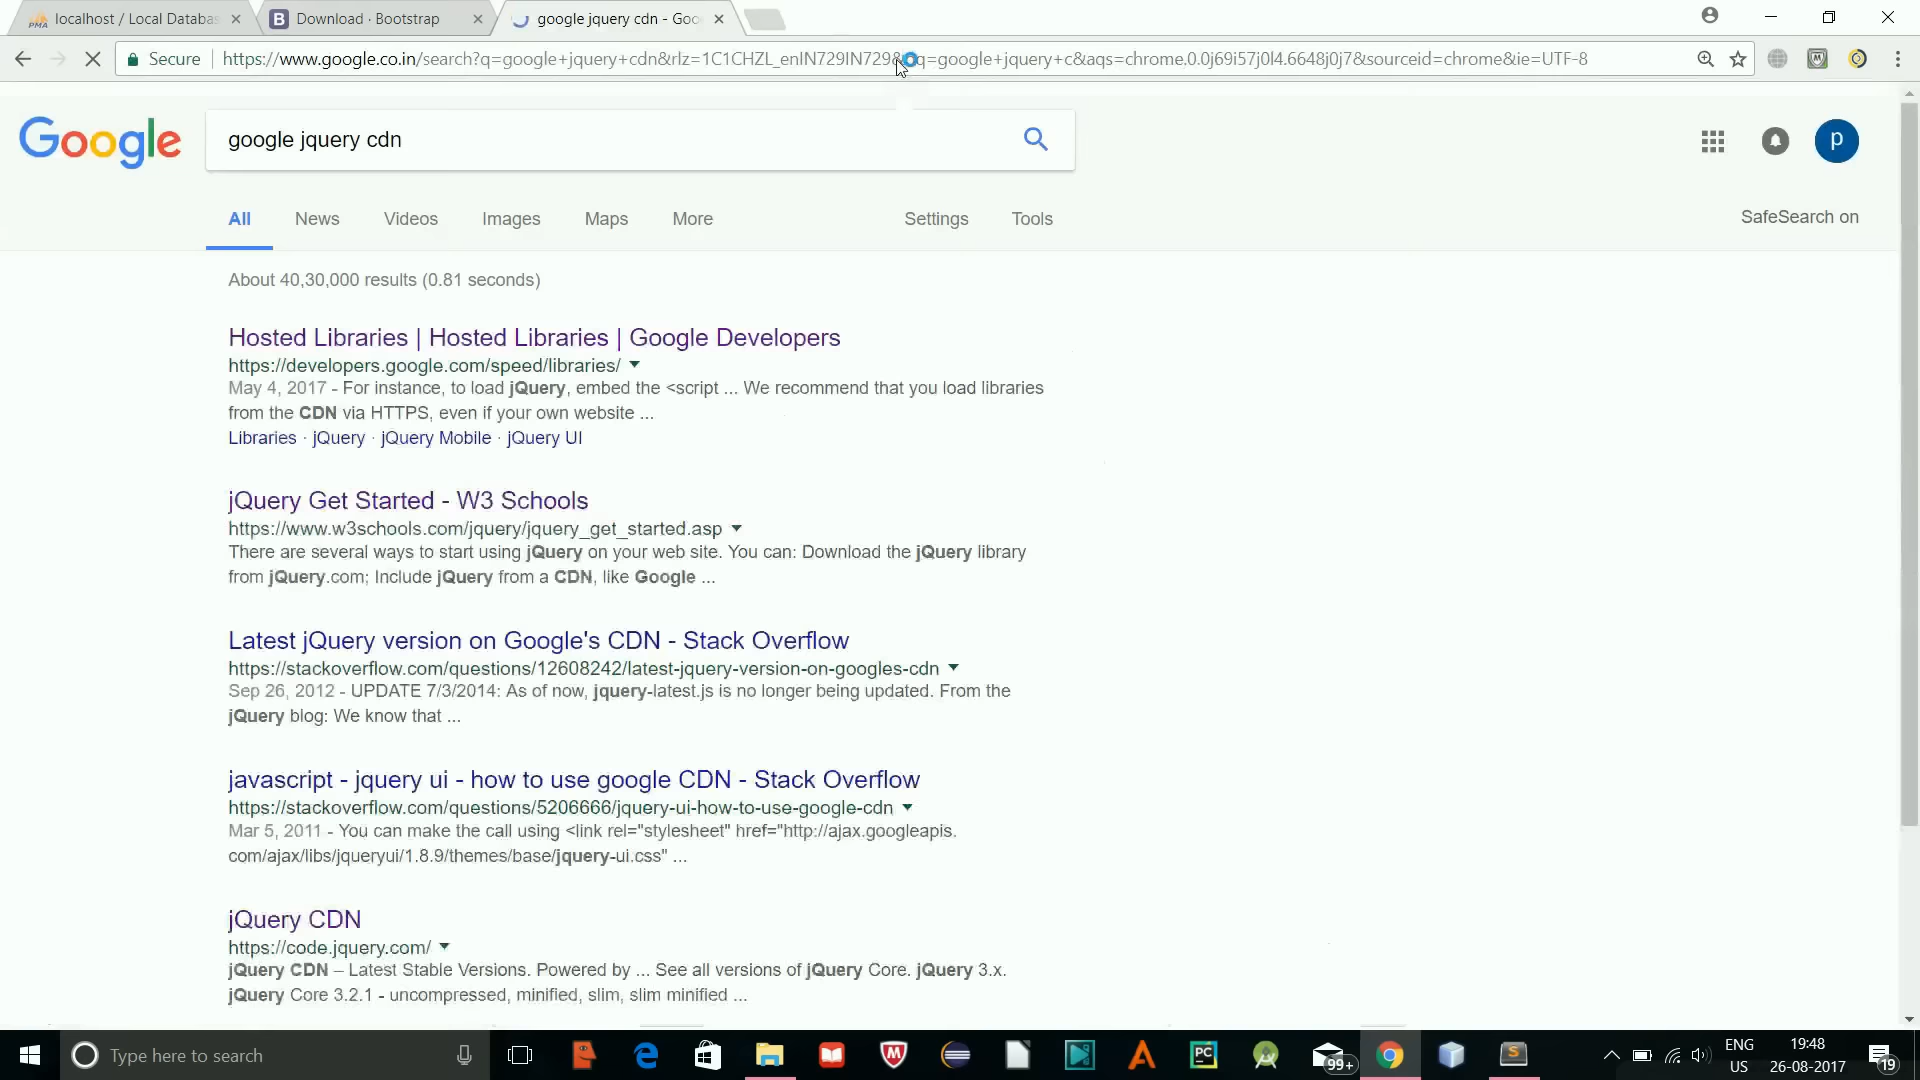 localhost / Local Databas
Download · Bootstrap
google jquery cdn - Goo
Secure
https://www.google.co.in/search?q=google+jquery+cdn&rlz=1C1CHZL_enIN729IN729&oq=google+jquery+c&aqs=chrome.0.0j69i57j0l4.6648j0j7&sourceid=chrome&ie=UTF-8
Google
google jquery cdn
p
All
News
Videos
Images
Maps
More
Settings
Tools
SafeSearch on
About 40,30,000 results (0.81 seconds)
Hosted Libraries | Hosted Libraries | Google Developers
https://developers.google.com/speed/libraries/
May 4, 2017 - For instance, to load jQuery, embed the <script ... We recommend that you load libraries
from the CDN via HTTPS, even if your own website ...
Libraries · jQuery · jQuery Mobile · jQuery UI
jQuery Get Started - W3 Schools
https://www.w3schools.com/jquery/jquery_get_started.asp
There are several ways to start using jQuery on your web site. You can: Download the jQuery library
from jQuery.com; Include jQuery from a CDN, like Google ...
Latest jQuery version on Google's CDN - Stack Overflow
https://stackoverflow.com/questions/12608242/latest-jquery-version-on-googles-cdn
Sep 26, 2012 - UPDATE 7/3/2014: As of now, jquery-latest.js is no longer being updated. From the
jQuery blog: We know that ...
javascript - jquery ui - how to use google CDN - Stack Overflow
https://stackoverflow.com/questions/5206666/jquery-ui-how-to-use-google-cdn
Mar 5, 2011 - You can make the call using <link rel="stylesheet" href="http://ajax.googleapis.
com/ajax/libs/jqueryui/1.8.9/themes/base/jquery-ui.css" ...
jQuery CDN
https://code.jquery.com/
jQuery CDN – Latest Stable Versions. Powered by ... See all versions of jQuery Core. jQuery 3.x.
jQuery Core 3.2.1 - uncompressed, minified, slim, slim minified ...
Type here to search
PC
99+
S
ENG
US
19:48
26-08-2017
19